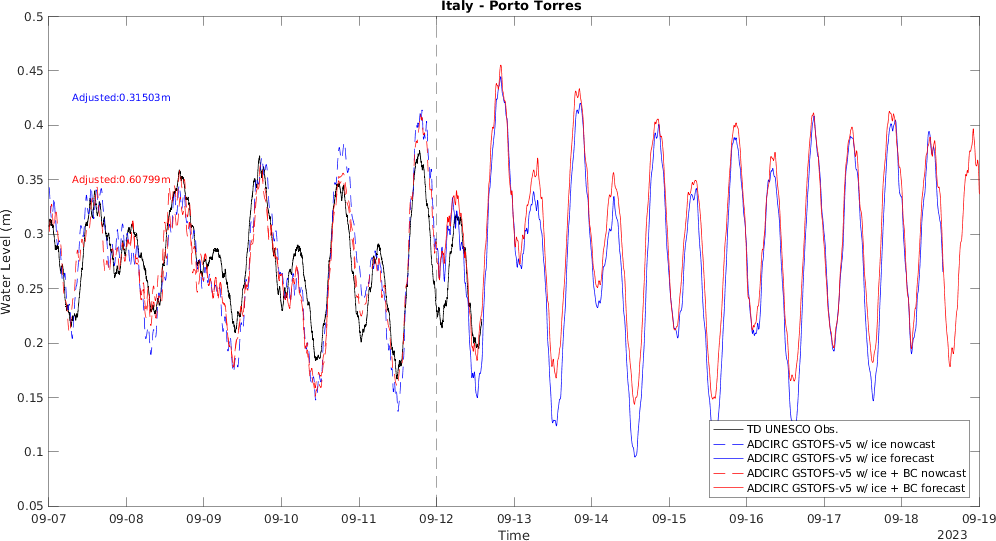 Italy - Porto Torres
Water Level (m)
0.5
0.45
0.4
0.35
0.3
0.25
0.2
0.15
0.1
0.05
Adjusted:0.31503m
Adjusted:0.60799m
TD UNESCO Obs.
ADCIRC GSTOFS-v5 w/ ice nowcast
ADCIRC GSTOFS-v5 w/ ice forecast
ADCIRC GSTOFS-v5 w/ ice + BC nowcast
ADCIRC GSTOFS-v5 w/ ice + BC forecast
09-07 09-08 09-09 09-10 09-11 09-12 09-13 09-14 09-15 09-16 09-17 09-18 09-19
Time
2023